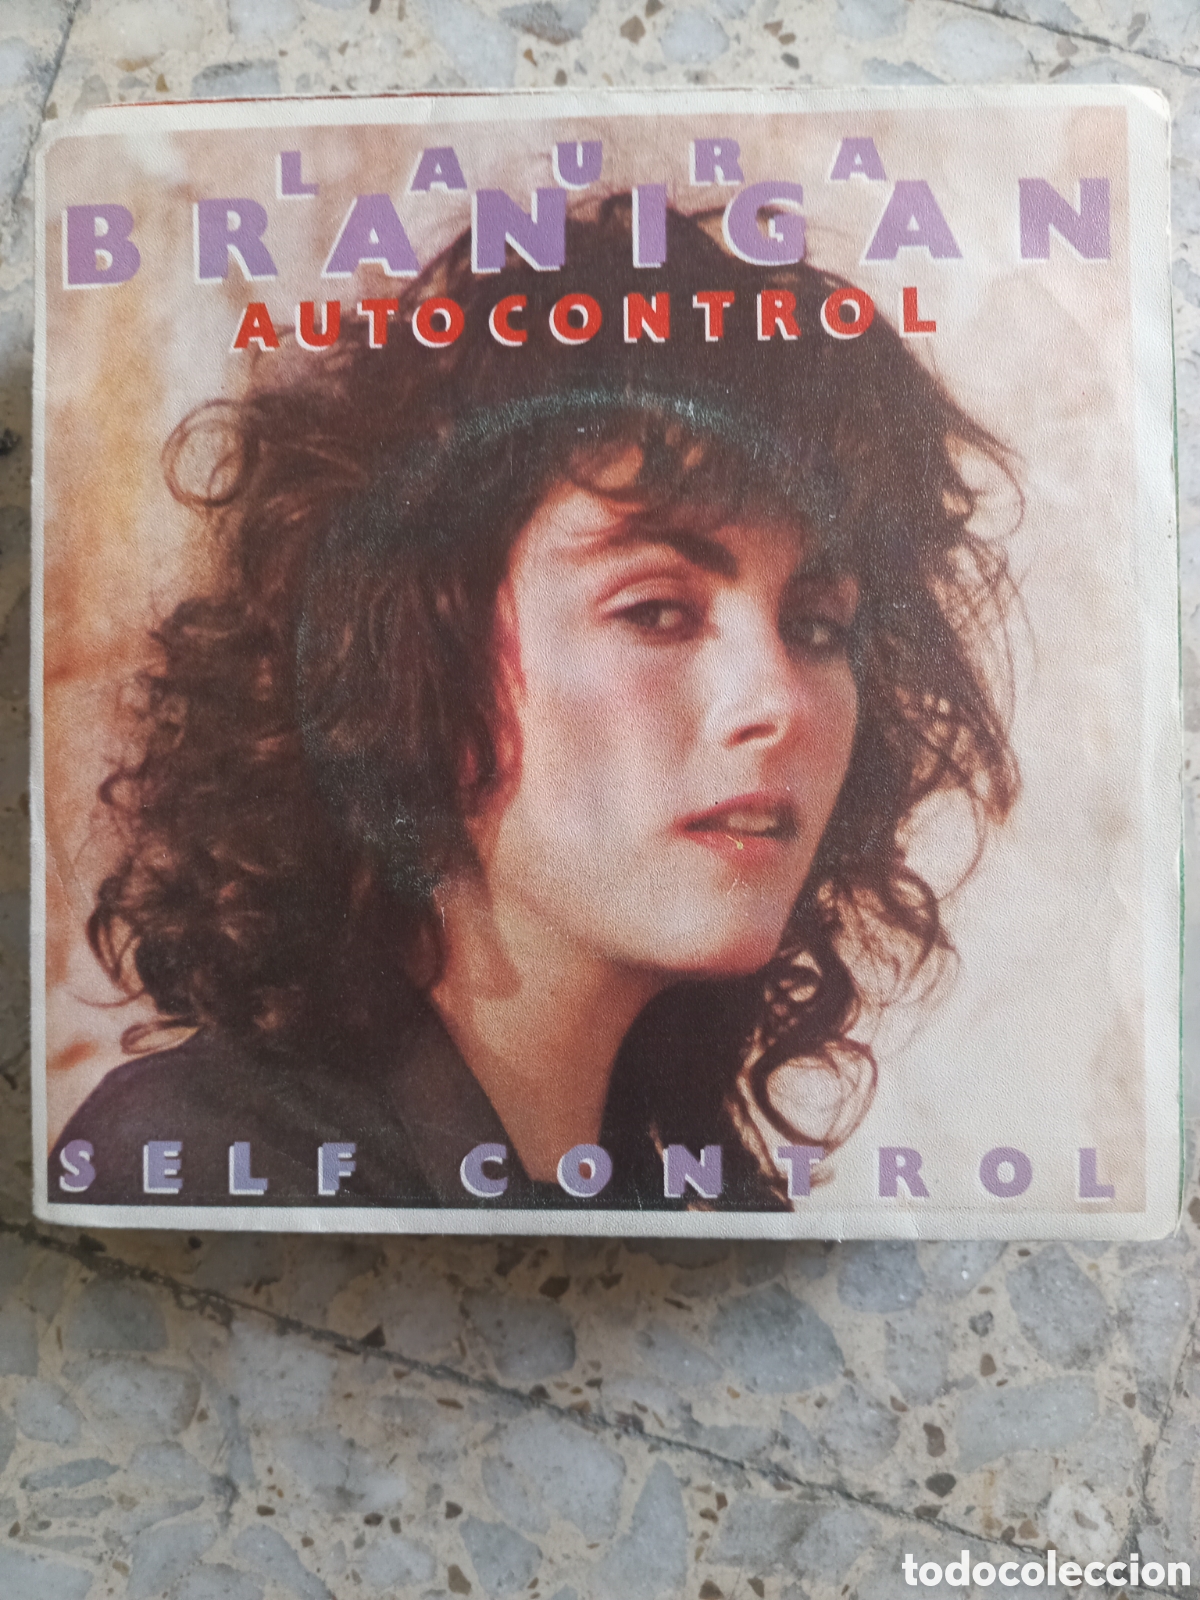 LAURA
BRANIGAN
AUTOCONTROL
SELF CONTROL
todocoleccion